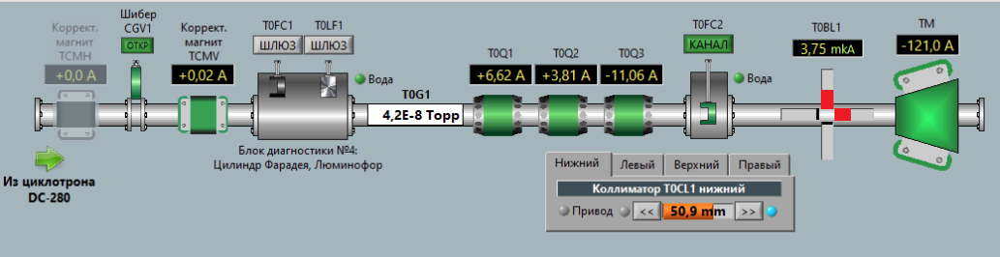 Коррект.
магнит
TCMH
+0,0 A
Шибер
CGV1
ОТКР
Коррект.
магнит
TCMV
+0,02 A
T0FC1
ШЛЮЗ
T0LF1
ШЛЮЗ
Вода
T0G1
4,2E-8 Торр
T0Q1
+6,62 A
T0Q2
+3,81 A
T0Q3
-11,06 A
T0FC2
КАНАЛ
Вода
T0BL1
3,75 mkA
TM
-121,0 A
Блок диагностики №4:
Цилиндр Фарадея, Люминофор
Из циклотрона
DC-280
Нижний
Левый
Верхний
Правый
Коллиматор T0CL1 нижний
Привод
<<
50,9 mm
>>